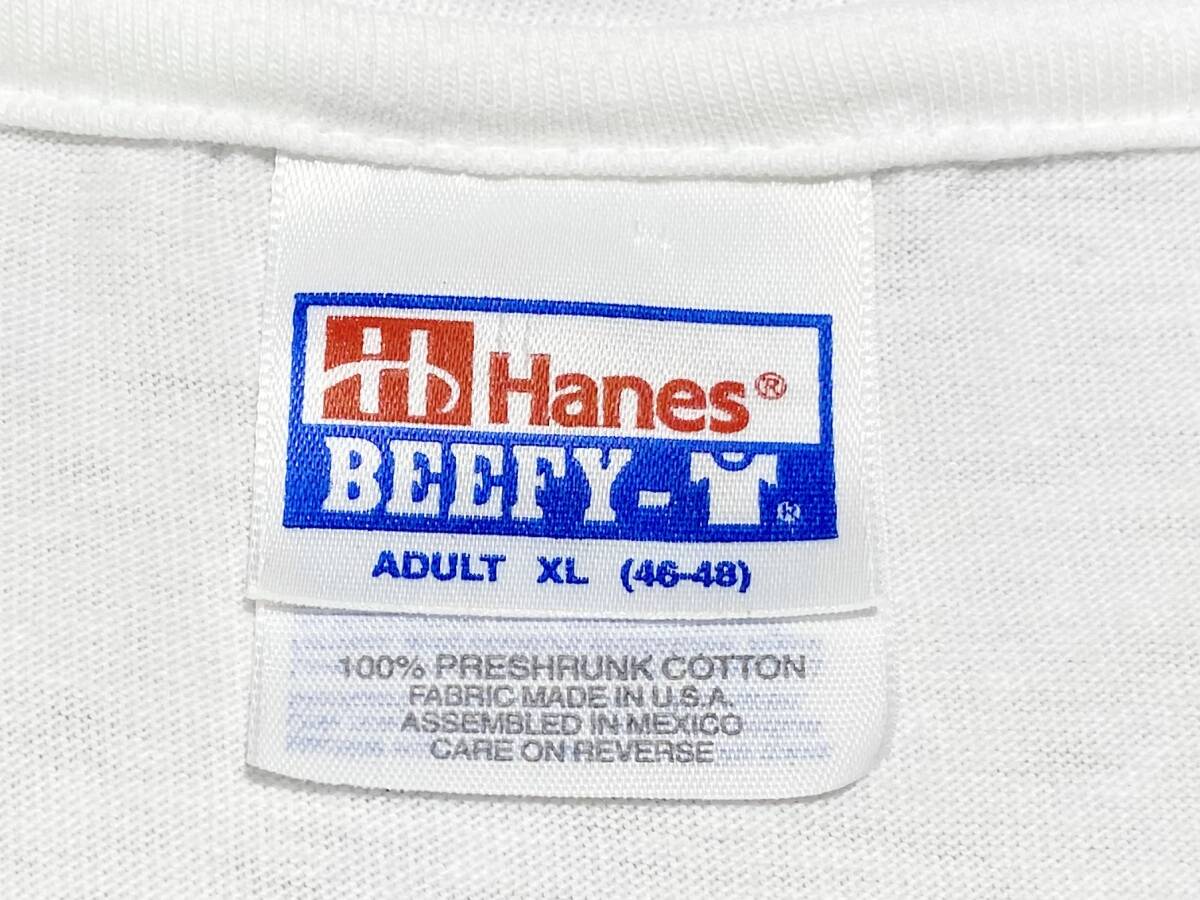 H Hanes®
BEEFY-T®
ADULT XL (46-48)
100% PRESHRUNK COTTON
FABRIC MADE IN U.S.A.
ASSEMBLED IN MEXICO
CARE ON REVERSE